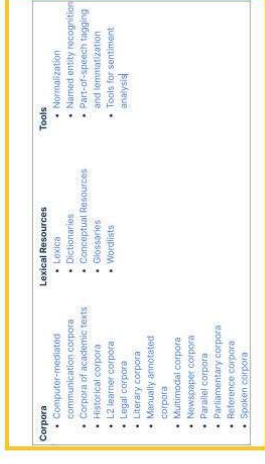 Corpora
• Computer-mediated
communication corpora
• Corpora of academic texts
• Historical corpora
• L2 learner corpora
• Legal corpora
• Literary corpora
• Manually annotated
corpora
• Multimodal corpora
• Newspaper corpora
• Parallel corpora
• Parliamentary corpora
• Reference corpora
• Spoken corpora
Lexical Resources
• Lexica
• Dictionaries
• Conceptual Resources
• Glossaries
• Wordlists
Tools
• Normalization
• Named entity recognition
• Part-of-speech tagging
and lemmatization
• Tools for sentiment
analysis